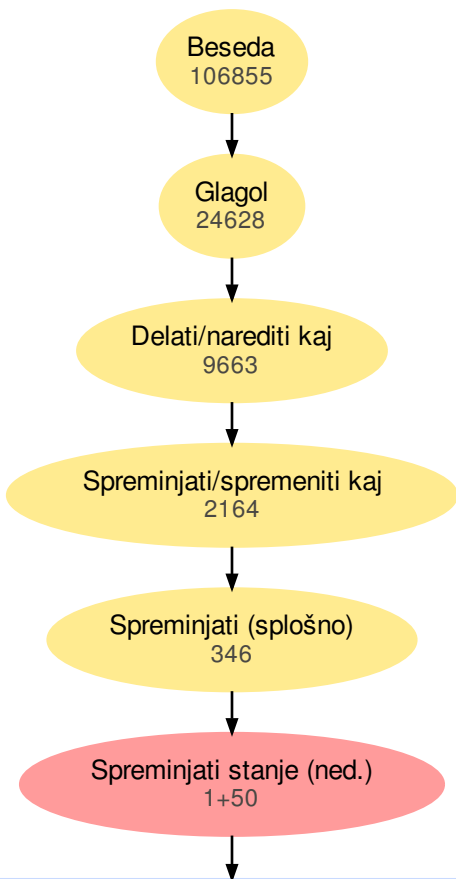 Beseda
106855
Glagol
24628
Delati/narediti kaj
9663
Spreminjati/spremeniti kaj
2164
Spreminjati (splošno)
346
Spreminjati stanje (ned.)
1+50